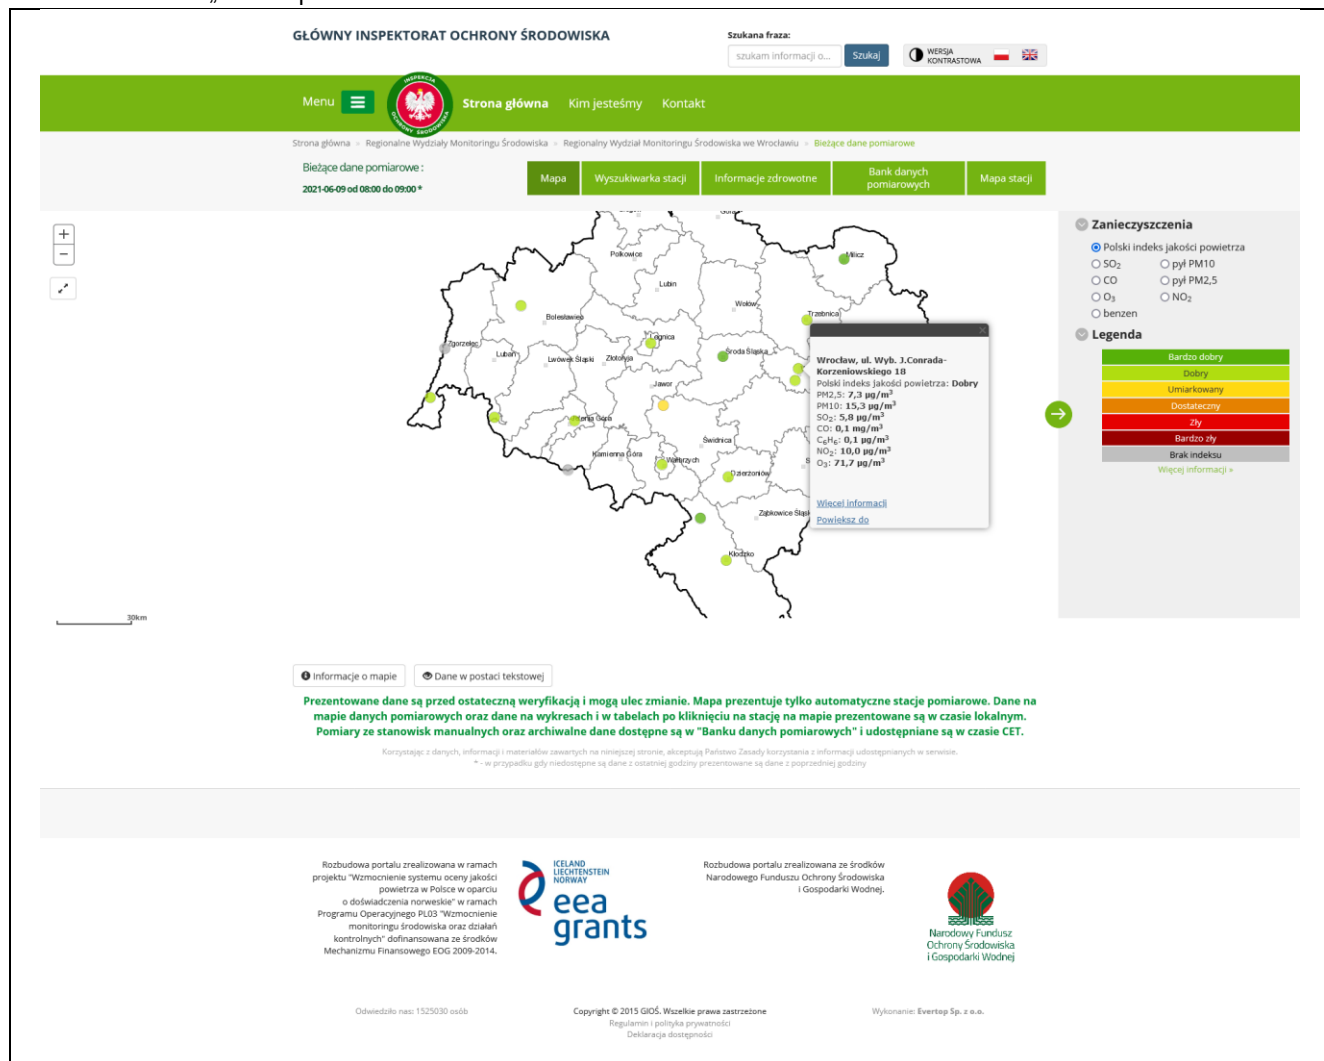 GŁÓWNY INSPEKTORAT OCHRONY ŚRODOWISKA
Szukana fraza:
szukam informacji o...
Szukaj
WERSJA
KONTRASTOWA
Menu
INSPEKCJA
OCHRONY ŚRODOWISKA
Strona główna
Kim jesteśmy
Kontakt
Strona główna » Regionalne Wydziały Monitoringu Środowiska » Regionalny Wydział Monitoringu Środowiska we Wrocławiu » Bieżące dane pomiarowe
Bieżące dane pomiarowe :
2021-06-09 od 08:00 do 09:00 *
Mapa
Wyszukiwarka stacji
Informacje zdrowotne
Bank danych
pomiarowych
Mapa stacji
+
−
Polkowice
Milicz
Lubin
Wołów
Trzebnica
Bolesławiec
Legnica
Zgorzelec
Lubań
Lwówek Śląski
Złotoryja
Środa Śląska
Jawor
Świdnica
Kamienna Góra
Wałbrzych
Dzierżoniów
Ząbkowice Śląs
Kłodzko
30km
Wrocław, ul. Wyb. J.Conrada-
Korzeniowskiego 18
Polski indeks jakości powietrza: Dobry
PM2,5: 7,3 µg/m³
PM10: 15,3 µg/m³
SO₂: 5,8 µg/m³
CO: 0,1 mg/m³
C₆H₆: 0,1 µg/m³
NO₂: 10,0 µg/m³
O₃: 71,7 µg/m³
Więcej informacji
Powiększ do
Zanieczyszczenia
Polski indeks jakości powietrza
SO₂ pył PM10
CO pył PM2,5
O₃ NO₂
benzen
Legenda
Bardzo dobry
Dobry
Umiarkowany
Dostateczny
Zły
Bardzo zły
Brak indeksu
Więcej informacji »
Informacje o mapie
Dane w postaci tekstowej
Prezentowane dane są przed ostateczną weryfikacją i mogą ulec zmianie. Mapa prezentuje tylko automatyczne stacje pomiarowe. Dane na
mapie danych pomiarowych oraz dane na wykresach i w tabelach po kliknięciu na stację na mapie prezentowane są w czasie lokalnym.
Pomiary ze stanowisk manualnych oraz archiwalne dane dostępne są w "Banku danych pomiarowych" i udostępniane są w czasie CET.
Korzystając z danych, informacji i materiałów zawartych na niniejszej stronie, akceptują Państwo Zasady korzystania z informacji udostępnianych w serwisie.
* - w przypadku gdy niedostępne są dane z ostatniej godziny prezentowane są dane z poprzedniej godziny
Rozbudowa portalu zrealizowana w ramach
projektu "Wzmocnienie systemu oceny jakości
powietrza w Polsce w oparciu
o doświadczenia norweskie" w ramach
Programu Operacyjnego PL03 "Wzmocnienie
monitoringu środowiska oraz działań
kontrolnych" dofinansowana ze środków
Mechanizmu Finansowego EOG 2009-2014.
ICELAND
LIECHTENSTEIN
NORWAY
eea
grants
Rozbudowa portalu zrealizowana ze środków
Narodowego Funduszu Ochrony Środowiska
i Gospodarki Wodnej.
Narodowy Fundusz
Ochrony Środowiska
i Gospodarki Wodnej
Odwiedziło nas: 1525030 osób
Copyright © 2015 GIOŚ. Wszelkie prawa zastrzeżone
Regulamin i polityka prywatności
Deklaracja dostępności
Wykonanie: Evertop Sp. z o.o.